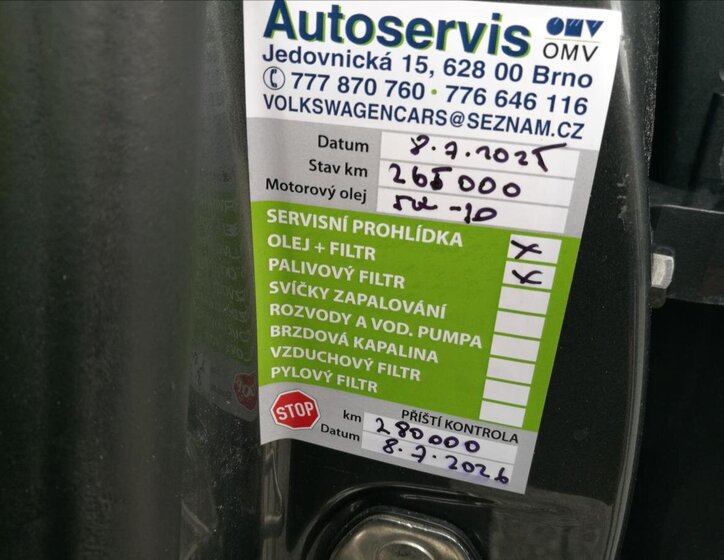 Autoservis OMV
OMV
Jedovnická 15, 628 00 Brno
777 870 760 • 776 646 116
VOLKSWAGENCARS@SEZNAM.CZ
Datum 8.7.2025
Stav km 265000
Motorový olej
SERVISNÍ PROHLÍDKA
OLEJ + FILTR X
PALIVOVÝ FILTR X
SVÍČKY ZAPALOVÁNÍ
ROZVODY A VOD. PUMPA
BRZDOVÁ KAPALINA
VZDUCHOVÝ FILTR
PYLOVÝ FILTR
STOP
PŘÍŠTÍ KONTROLA
km 280000
Datum 8.7.2026